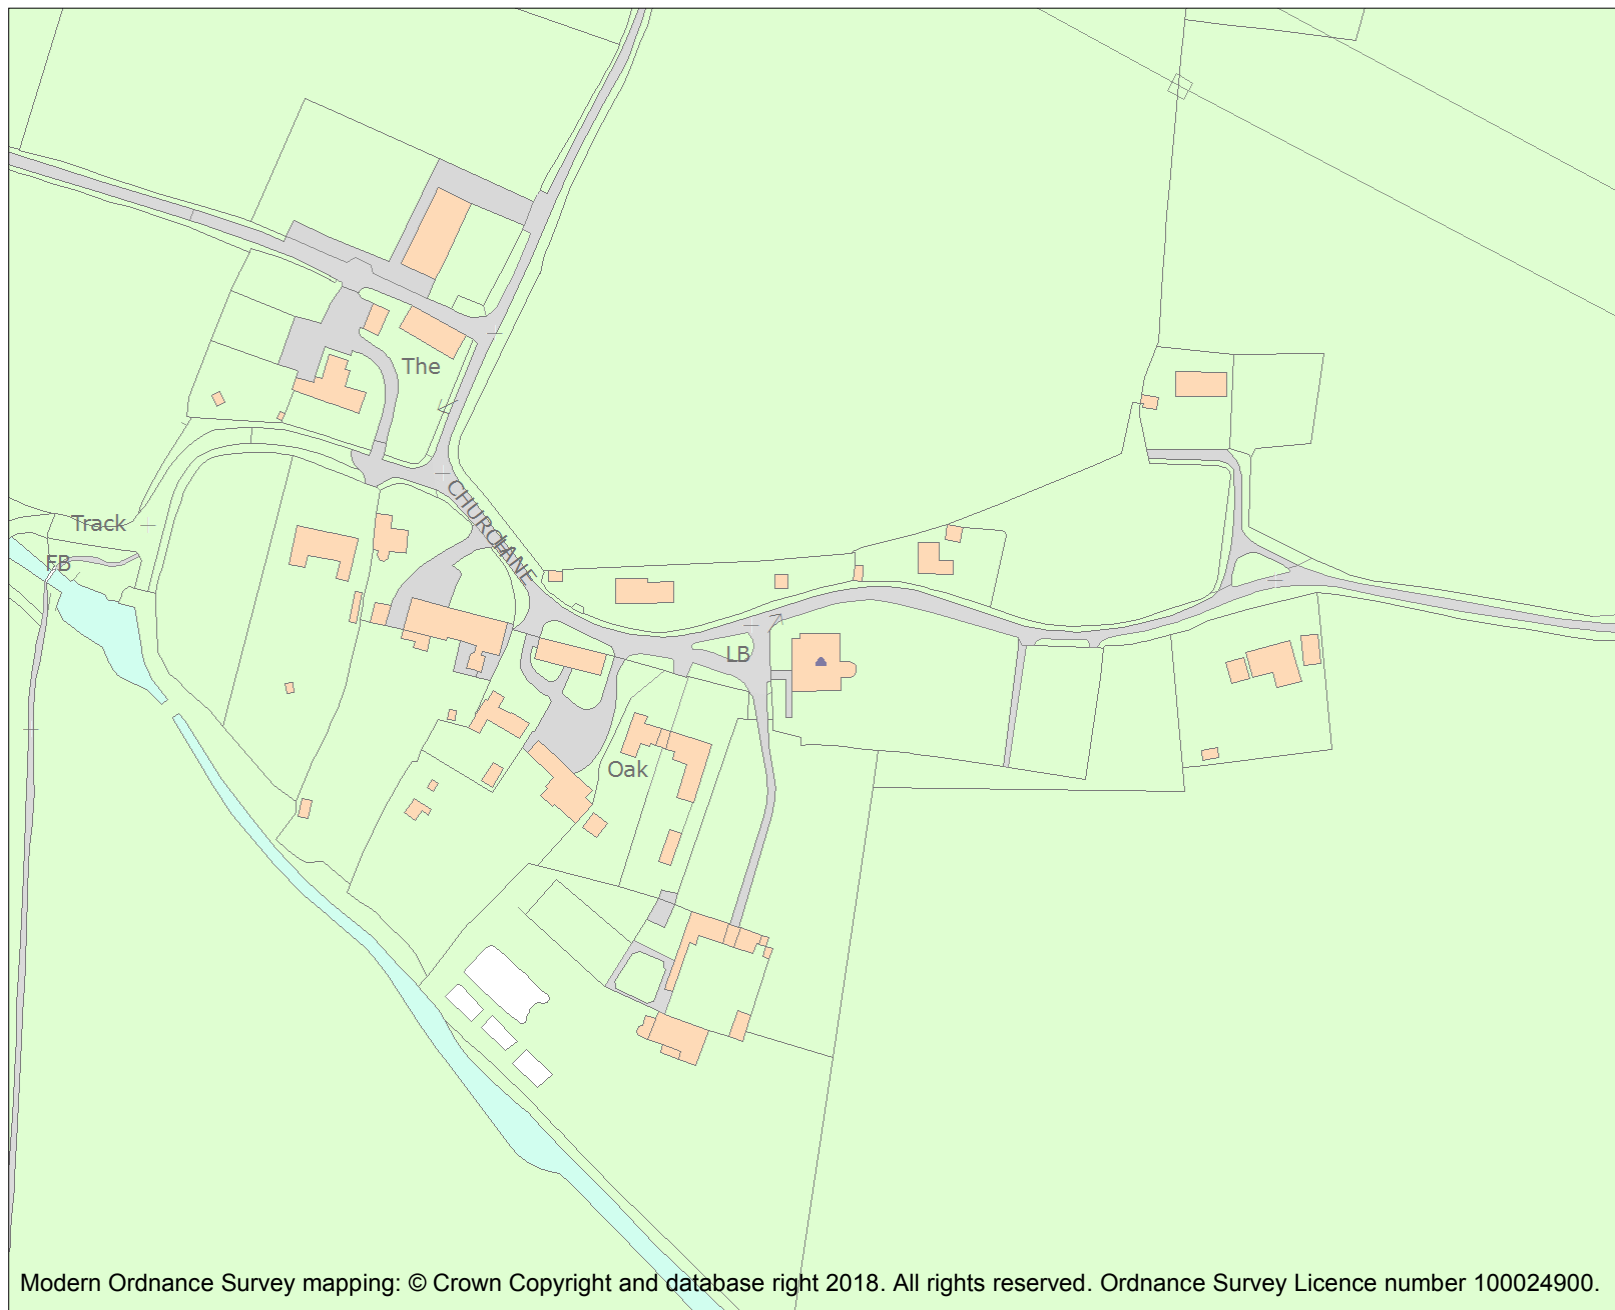 The
CHURCH
LANE
Track
FB
LB
Oak
Modern Ordnance Survey mapping: © Crown Copyright and database right 2018. All rights reserved. Ordnance Survey Licence number 100024900.